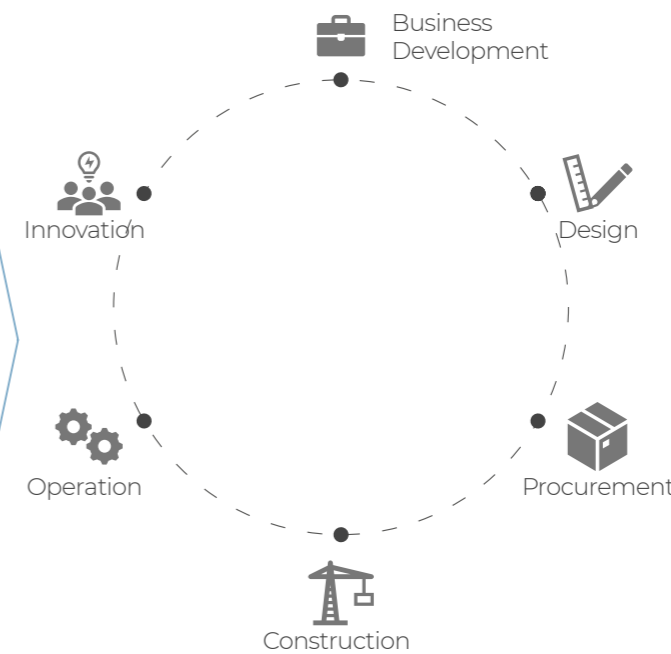 Business
Development
Innovation
Design
Operation
Procurement
Construction